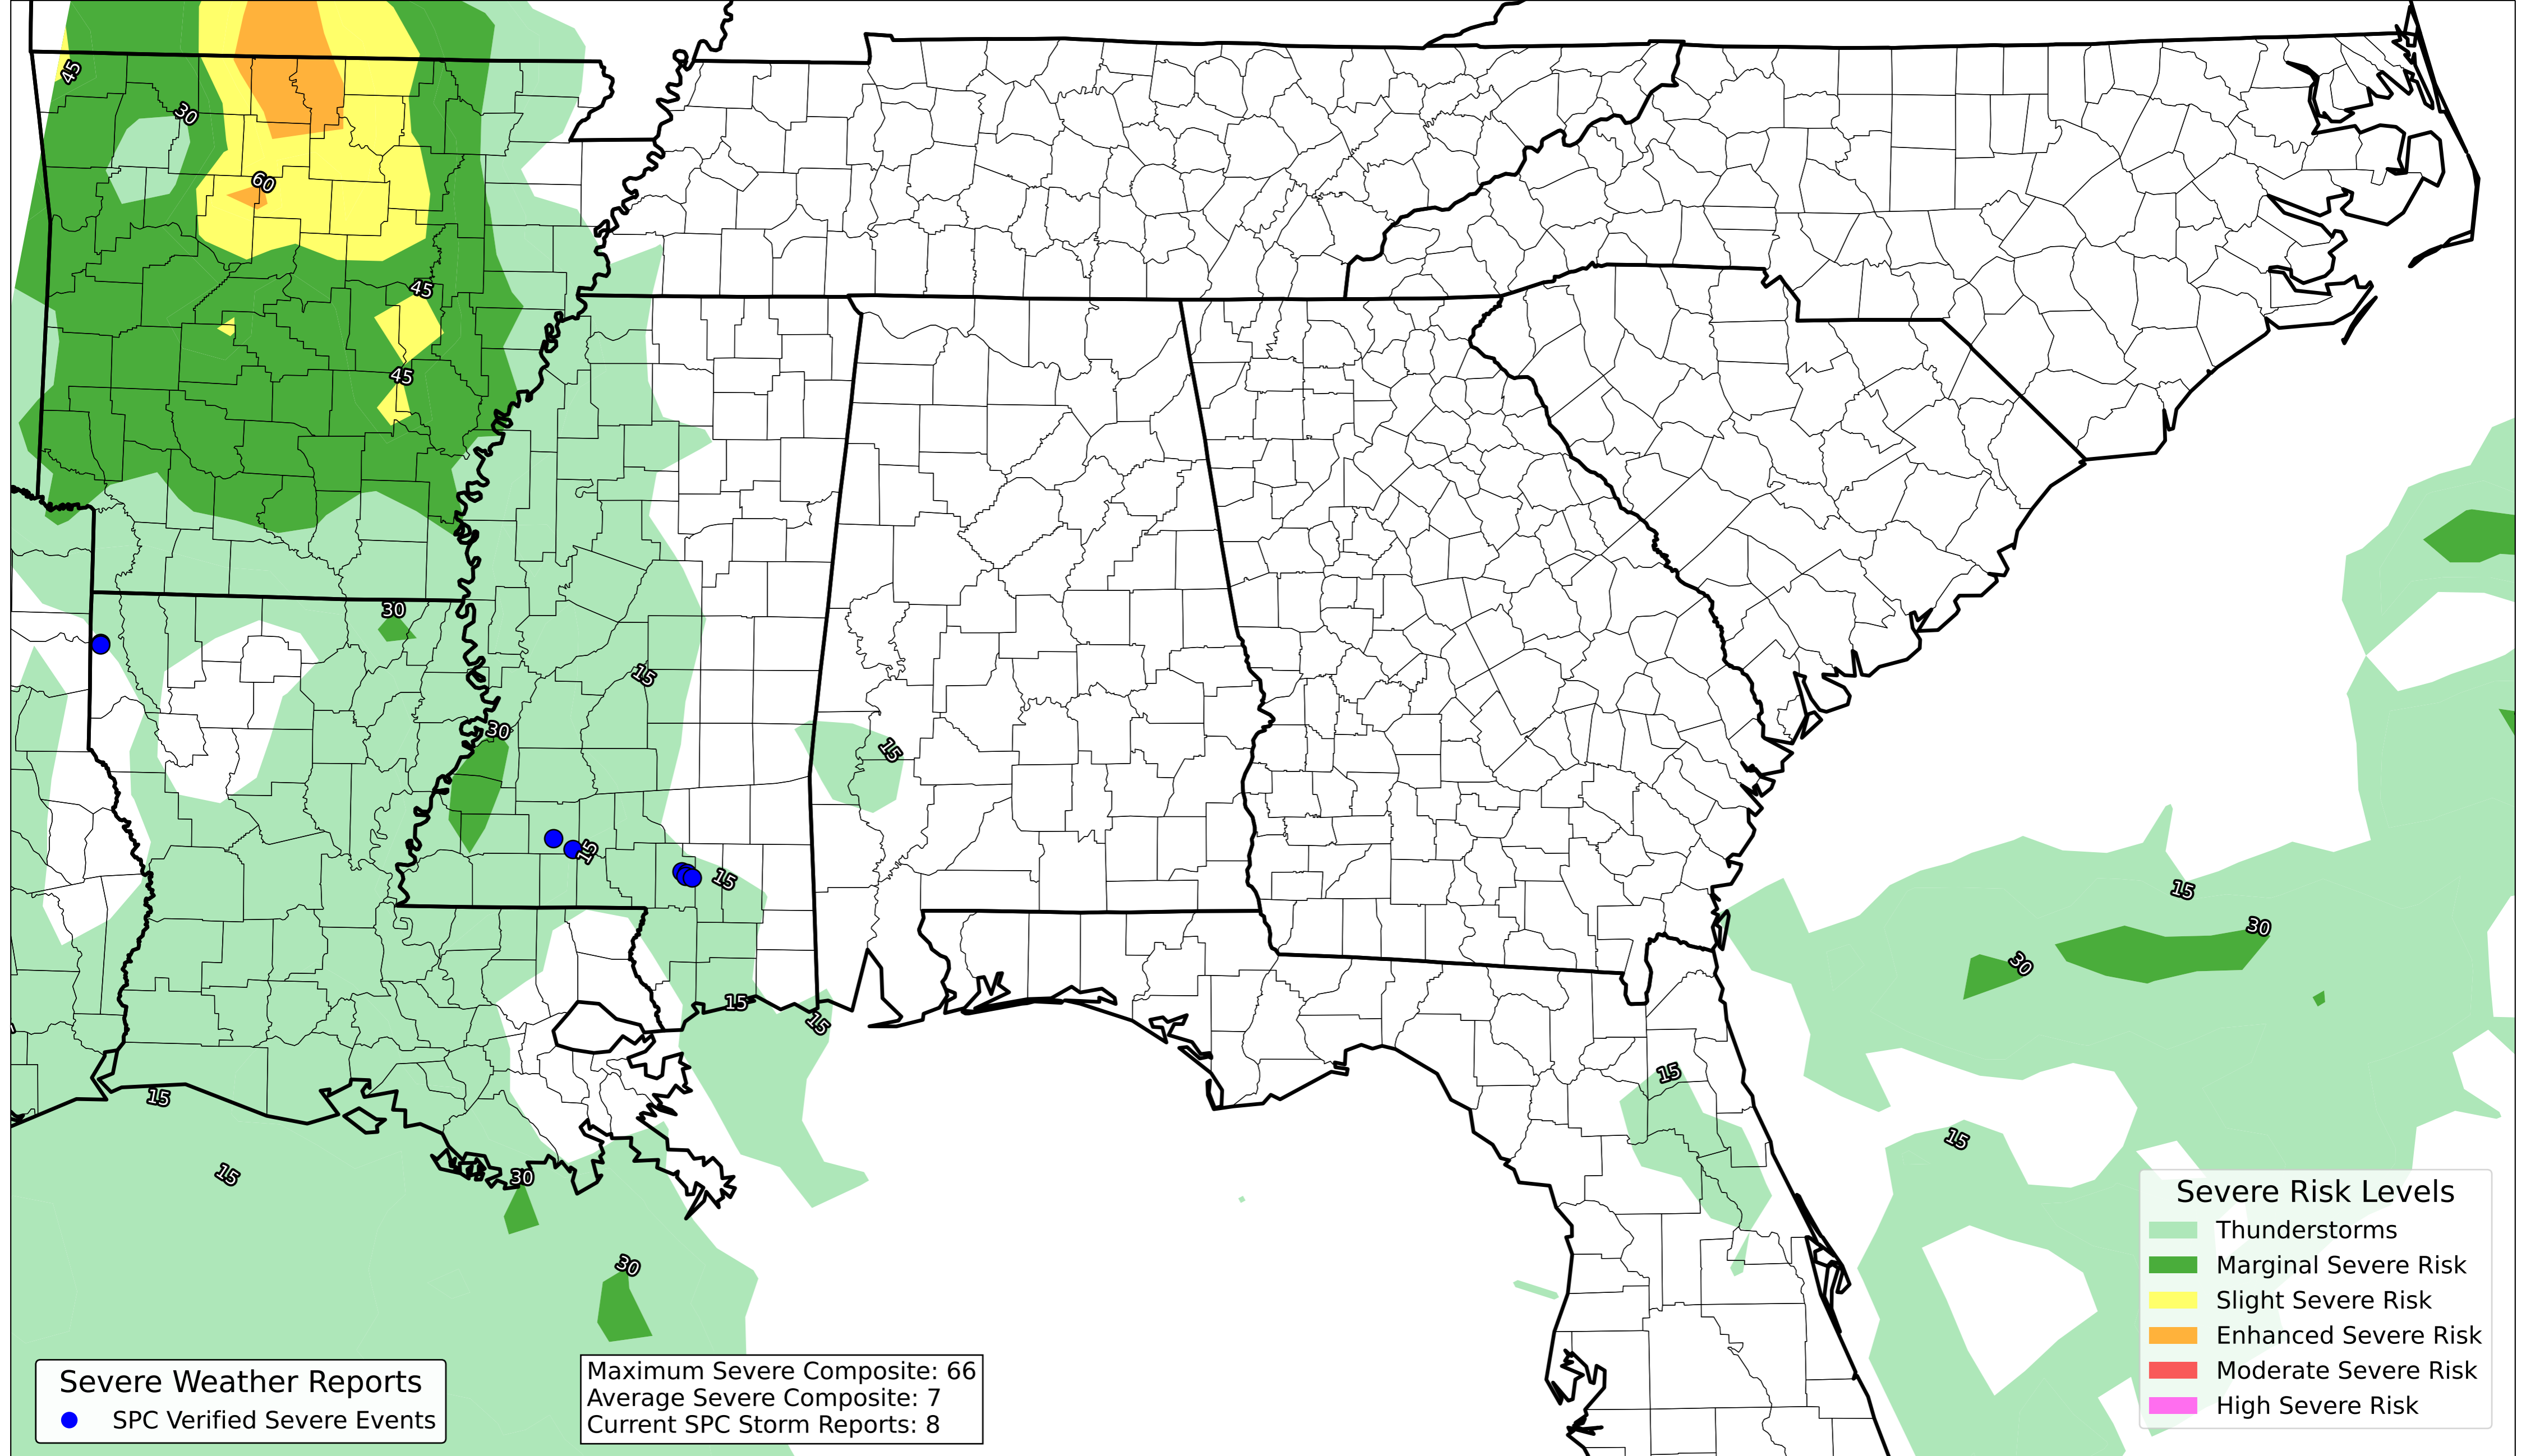 45
30
60
45
45
30
15
30
15
15
15
15
15
30
30
15
15
15
15
30
30
15
Severe Risk Levels
Thunderstorms
Marginal Severe Risk
Slight Severe Risk
Enhanced Severe Risk
Moderate Severe Risk
High Severe Risk
Severe Weather Reports
SPC Verified Severe Events
Maximum Severe Composite: 66
Average Severe Composite: 7
Current SPC Storm Reports: 8